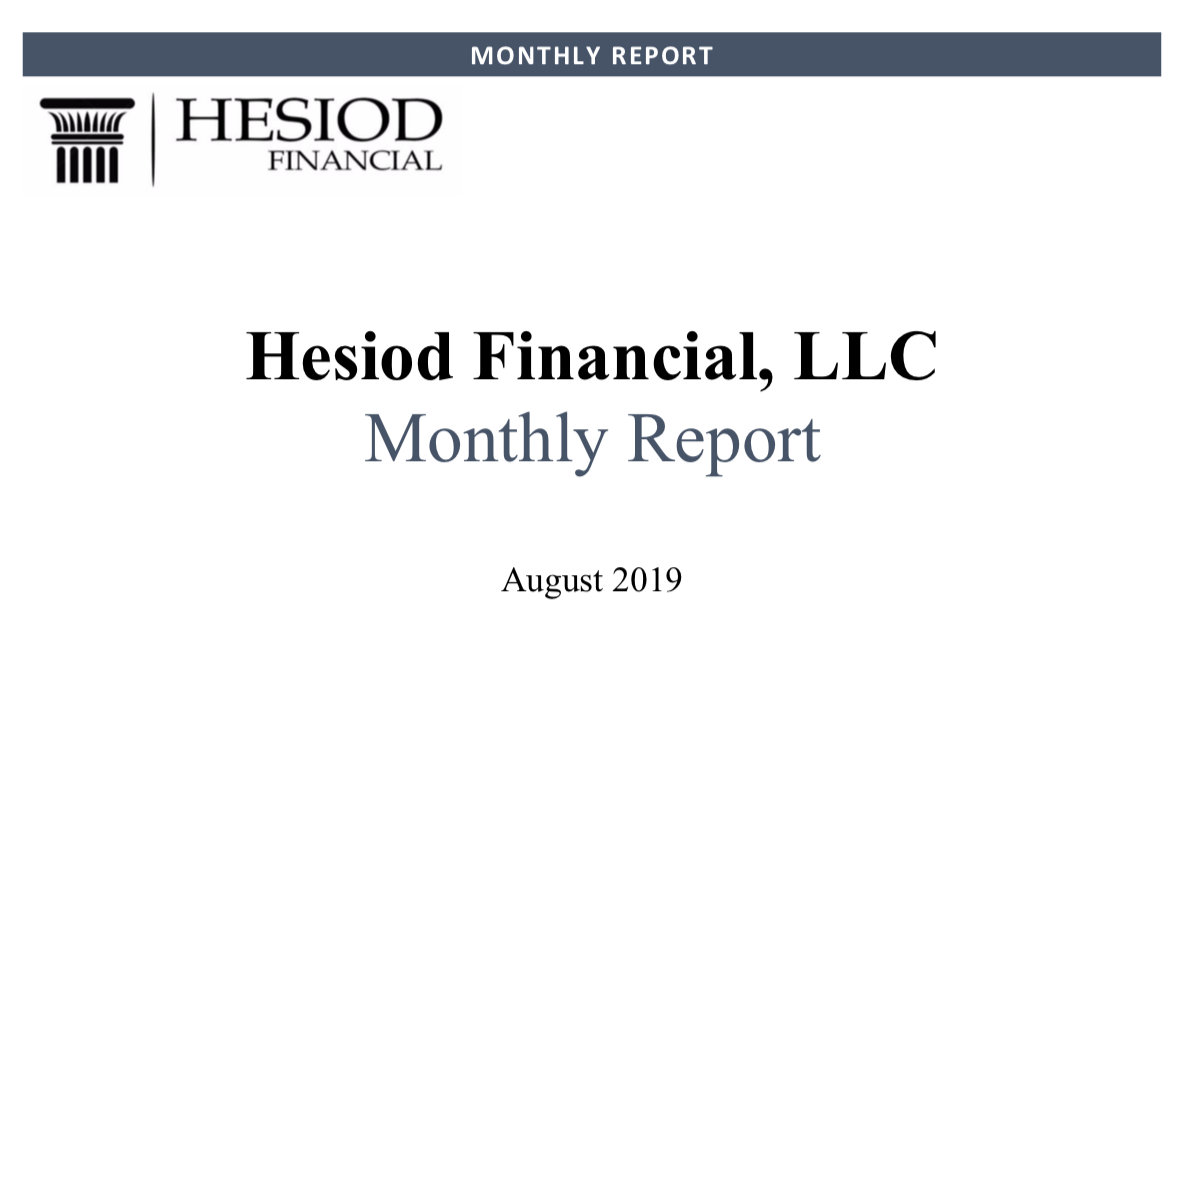 MONTHLY REPORT
HESIOD
FINANCIAL
Hesiod Financial, LLC
Monthly Report
August 2019